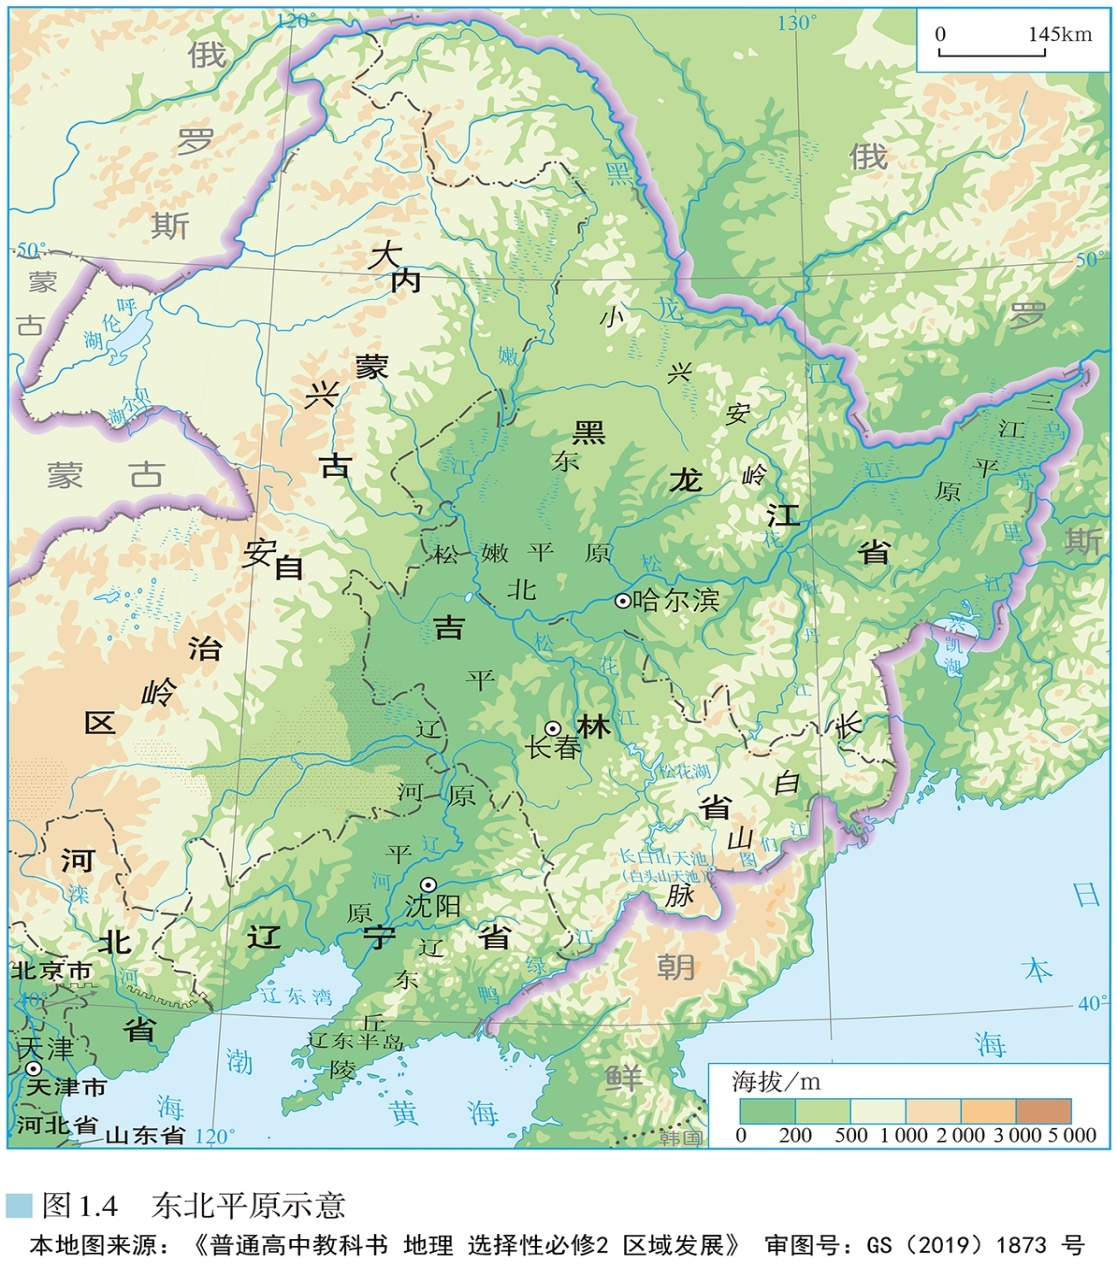 120°
130°
0 145km
俄罗斯
俄罗斯
黑龙江
50°
50°
蒙古
呼伦湖
贝尔湖
蒙古
大兴安岭
内蒙古自治区
小兴安岭
嫩江
黑龙江省
三江平原
乌苏里江
松花江
东北平原
松嫩平原
哈尔滨
牡丹江
兴凯湖
吉林省
松花江
长春
松花湖
长白山脉
长白山天池
(白头山天池)
图们江
辽河平原
辽河
沈阳
辽宁省
辽东丘陵
辽东半岛
辽东湾
鸭绿江
朝鲜
韩国
日本海
40°
40°
河北省
滦河
北京市
天津
天津市
河北省
山东省
渤海
黄海
120°
海拔/m
0 200 500 1 000 2 000 3 000 5 000
图 1.4 东北平原示意
本地图来源：《普通高中教科书 地理 选择性必修2 区域发展》 审图号：GS（2019）1873 号